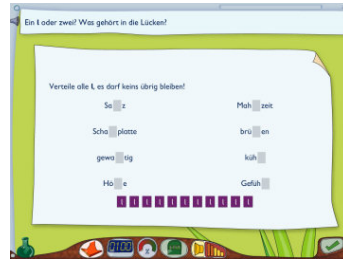 Ein l oder zwei? Was gehört in die Lücken?
Verteile alle l, es darf keins übrig bleiben!
Sa z Mah zeit
Scha platte brü en
gewa tig küh
Hö e Gefüh
l l l l l l l l l l l
0100